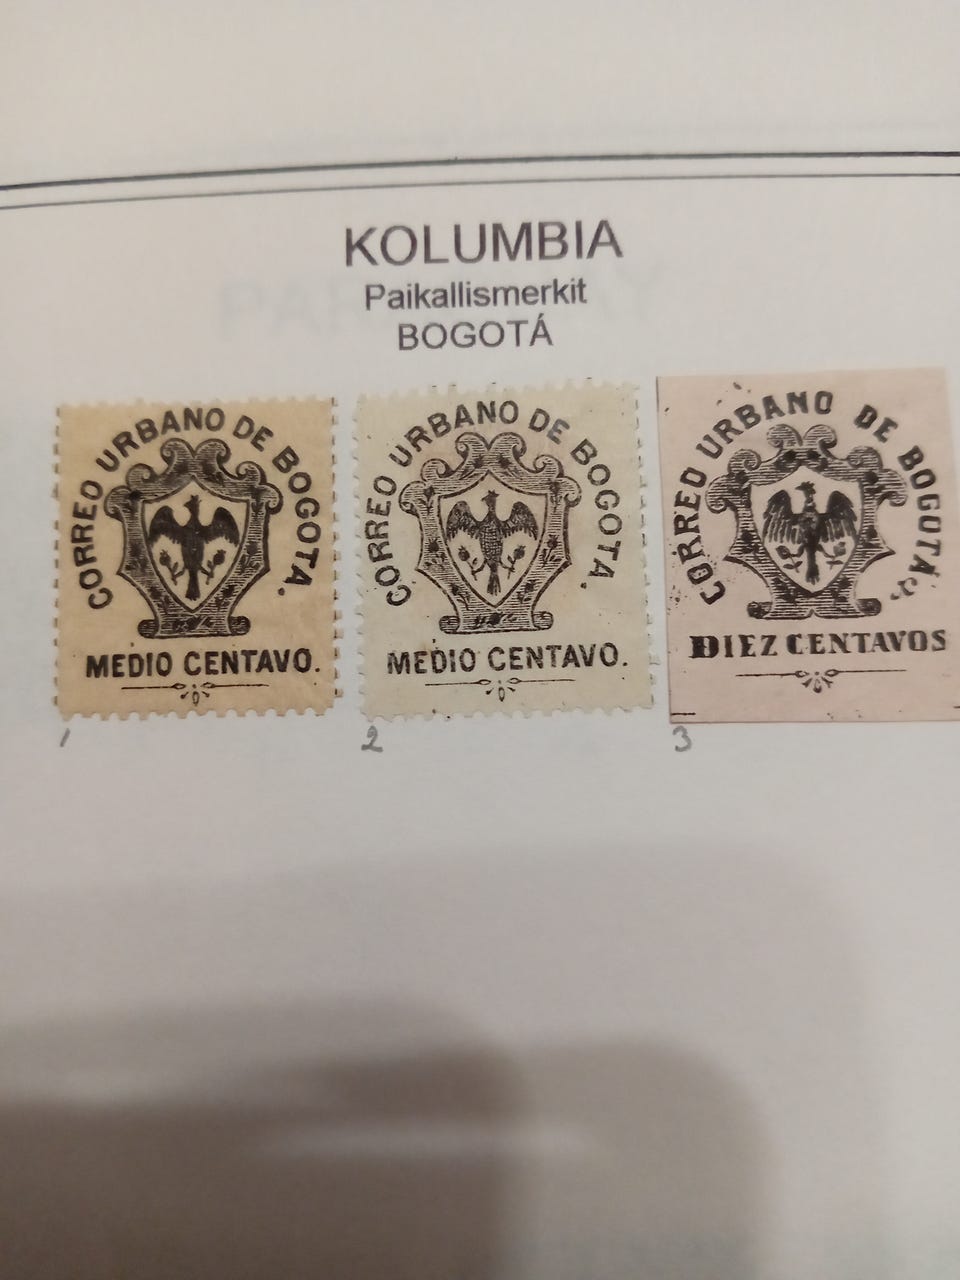 KOLUMBIA
Paikallismerkit
BOGOTÁ
CORREO URBANO DE BOGOTA.
MEDIO CENTAVO.
CORREO URBANO DE BOGOTA.
MEDIO CENTAVO.
CORREO URBANO DE BOGOTÁ
DIEZ CENTAVOS
1
2
3